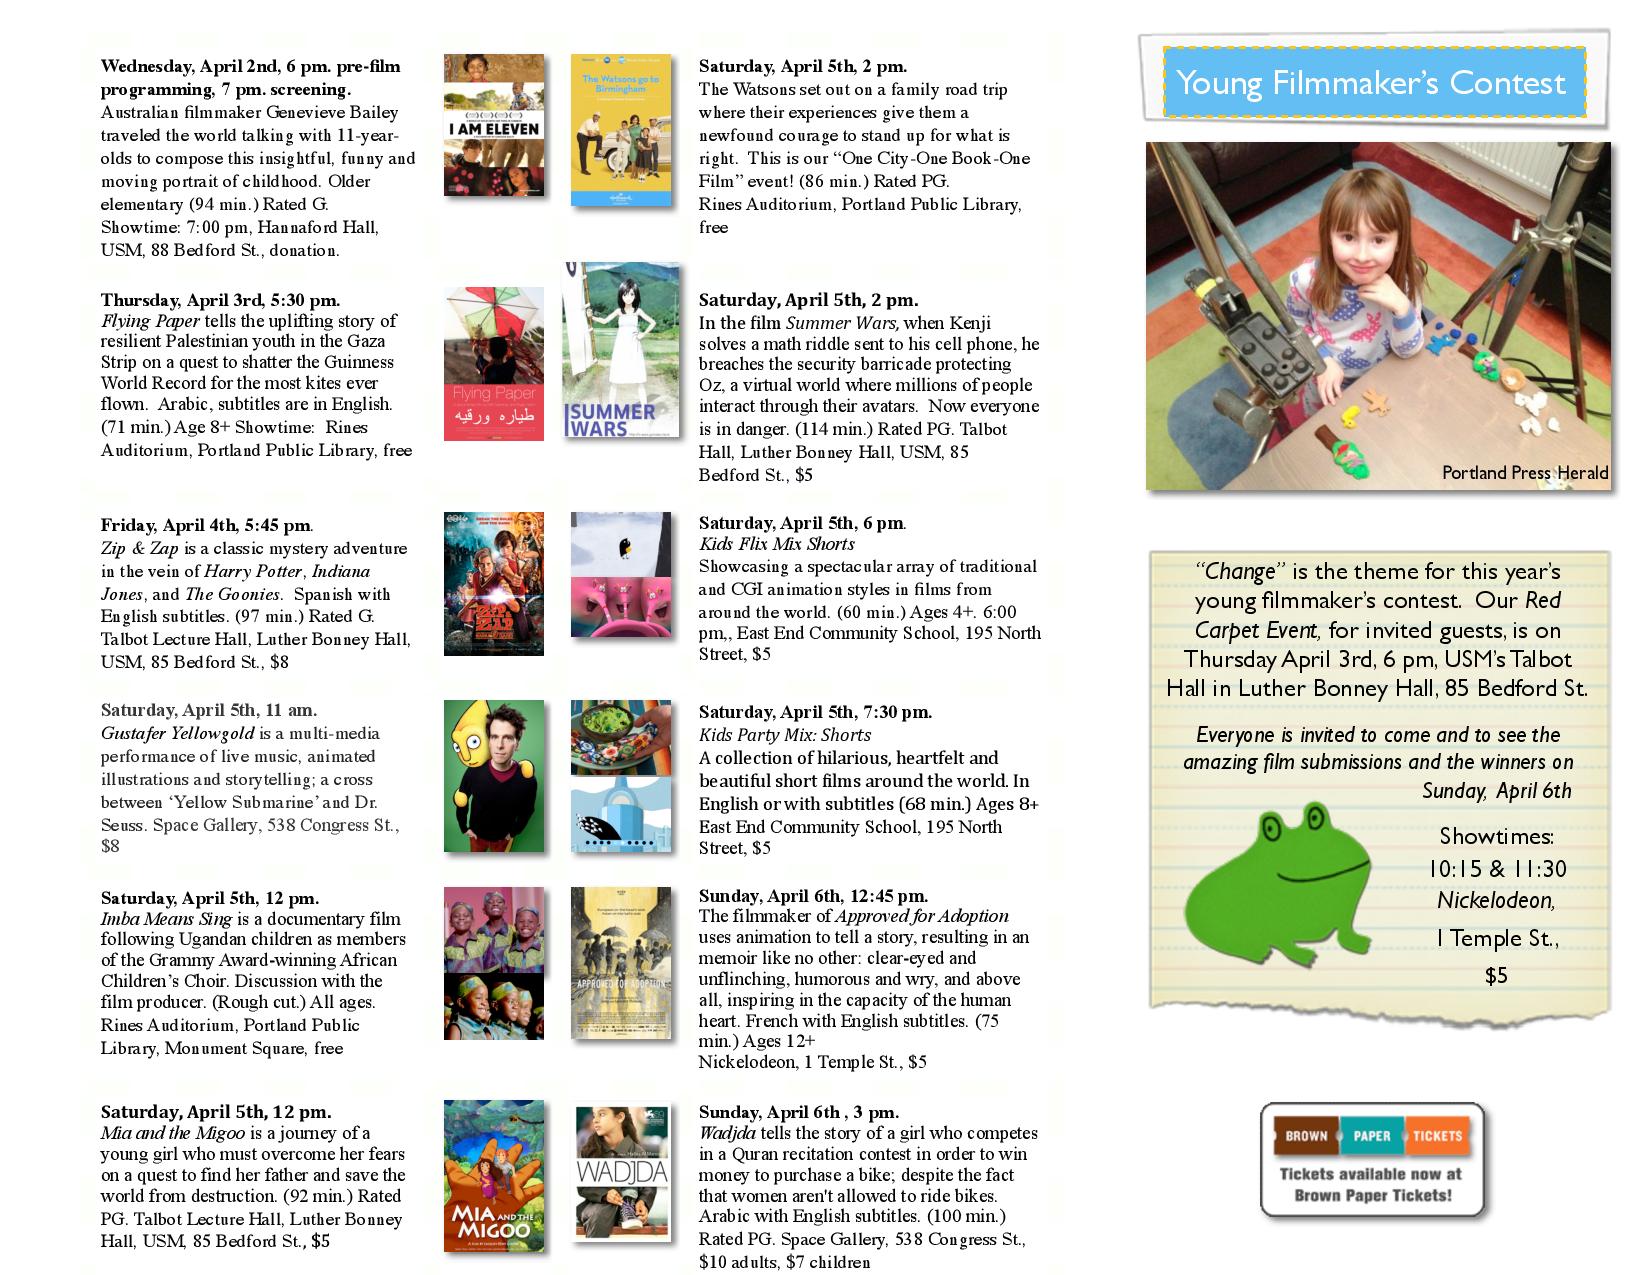 Wednesday, April 2nd, 6 pm. pre-film
programming, 7 pm. screening.
Australian filmmaker Genevieve Bailey
traveled the world talking with 11-year-
olds to compose this insightful, funny and
moving portrait of childhood. Older
elementary (94 min.) Rated G.
Showtime: 7:00 pm, Hannaford Hall,
USM, 88 Bedford St., donation.
I AM ELEVEN
Thursday, April 3rd, 5:30 pm.
Flying Paper tells the uplifting story of
resilient Palestinian youth in the Gaza
Strip on a quest to shatter the Guinness
World Record for the most kites ever
flown.  Arabic, subtitles are in English.
(71 min.) Age 8+ Showtime:  Rines
Auditorium, Portland Public Library, free
Flying Paper
طياره ورقيه
Friday, April 4th, 5:45 pm.
Zip & Zap is a classic mystery adventure
in the vein of Harry Potter, Indiana
Jones, and The Goonies.  Spanish with
English subtitles. (97 min.) Rated G.
Talbot Lecture Hall, Luther Bonney Hall,
USM, 85 Bedford St., $8
Saturday, April 5th, 11 am.
Gustafer Yellowgold is a multi-media
performance of live music, animated
illustrations and storytelling; a cross
between ‘Yellow Submarine’ and Dr.
Seuss. Space Gallery, 538 Congress St.,
$8
Saturday, April 5th, 12 pm.
Imba Means Sing is a documentary film
following Ugandan children as members
of the Grammy Award-winning African
Children’s Choir. Discussion with the
film producer. (Rough cut.) All ages.
Rines Auditorium, Portland Public
Library, Monument Square, free
Saturday, April 5th, 12 pm.
Mia and the Migoo is a journey of a
young girl who must overcome her fears
on a quest to find her father and save the
world from destruction. (92 min.) Rated
PG. Talbot Lecture Hall, Luther Bonney
Hall, USM, 85 Bedford St., $5
MIA AND THE
MIGOO
The Watsons go to
Birmingham
Saturday, April 5th, 2 pm.
The Watsons set out on a family road trip
where their experiences give them a
newfound courage to stand up for what is
right.  This is our “One City-One Book-One
Film” event! (86 min.) Rated PG.
Rines Auditorium, Portland Public Library,
free
SUMMER
WARS
Saturday, April 5th, 2 pm.
In the film Summer Wars, when Kenji
solves a math riddle sent to his cell phone, he
breaches the security barricade protecting
Oz, a virtual world where millions of people
interact through their avatars.  Now everyone
is in danger. (114 min.) Rated PG. Talbot
Hall, Luther Bonney Hall, USM, 85
Bedford St., $5
Saturday, April 5th, 6 pm.
Kids Flix Mix Shorts
Showcasing a spectacular array of traditional
and CGI animation styles in films from
around the world. (60 min.) Ages 4+. 6:00
pm,, East End Community School, 195 North
Street, $5
Saturday, April 5th, 7:30 pm.
Kids Party Mix: Shorts
A collection of hilarious, heartfelt and
beautiful short films around the world. In
English or with subtitles (68 min.) Ages 8+
East End Community School, 195 North
Street, $5
APPROVED FOR ADOPTION
Sunday, April 6th, 12:45 pm.
The filmmaker of Approved for Adoption
uses animation to tell a story, resulting in an
memoir like no other: clear-eyed and
unflinching, humorous and wry, and above
all, inspiring in the capacity of the human
heart. French with English subtitles. (75
min.) Ages 12+
Nickelodeon, 1 Temple St., $5
WADJDA
Sunday, April 6th , 3 pm.
Wadjda tells the story of a girl who competes
in a Quran recitation contest in order to win
money to purchase a bike; despite the fact
that women aren't allowed to ride bikes.
Arabic with English subtitles. (100 min.)
Rated PG. Space Gallery, 538 Congress St.,
$10 adults, $7 children
Young Filmmaker’s Contest
Portland Press Herald
“Change” is the theme for this year’s
young filmmaker’s contest.  Our Red
Carpet Event, for invited guests, is on
Thursday April 3rd, 6 pm, USM’s Talbot
Hall in Luther Bonney Hall, 85 Bedford St.
Everyone is invited to come and to see the
amazing film submissions and the winners on
Sunday,  April 6th
Showtimes:
10:15 & 11:30
Nickelodeon,
1 Temple St.,
$5
BROWN PAPER TICKETS
Tickets available now at
Brown Paper Tickets!